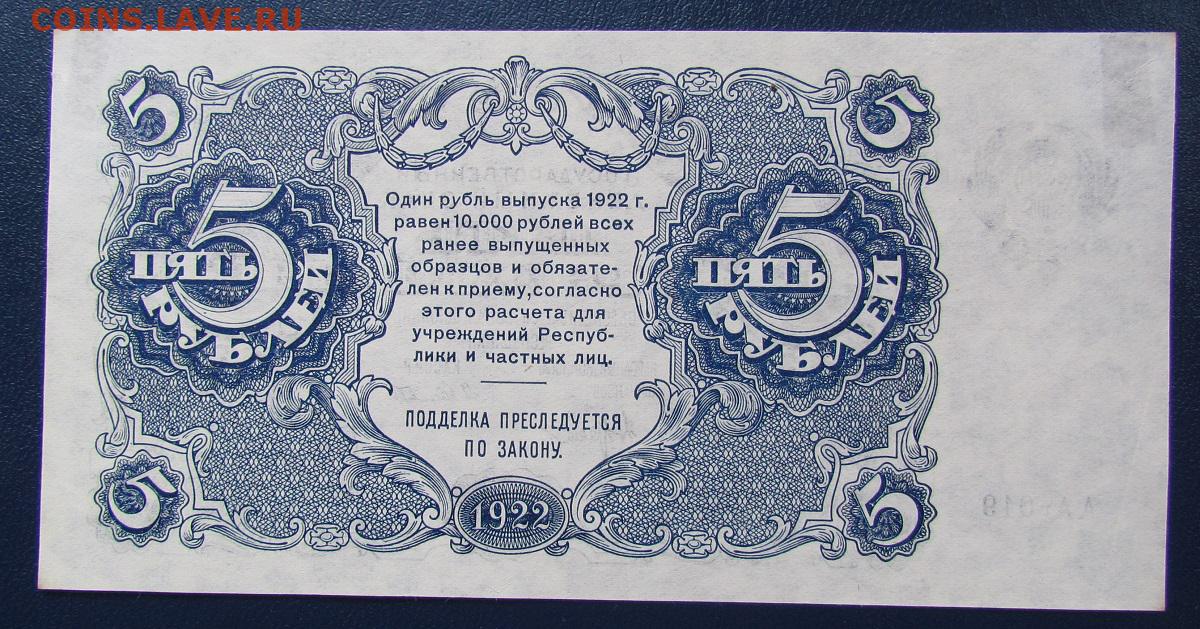 COINS.LAVE.RU
5
5
5
5
ПЯТЬ
РУБЛЕЙ
ПЯТЬ
РУБЛЕЙ
Один рубль выпуска 1922 г.
равен 10.000 рублей всех
ранее выпущенных
образцов и обязате-
лен к приему, согласно
этого расчета для
учреждений Респуб-
лики и частных лиц.
ПОДДЕЛКА ПРЕСЛЕДУЕТСЯ
ПО ЗАКОНУ.
5
5
1922